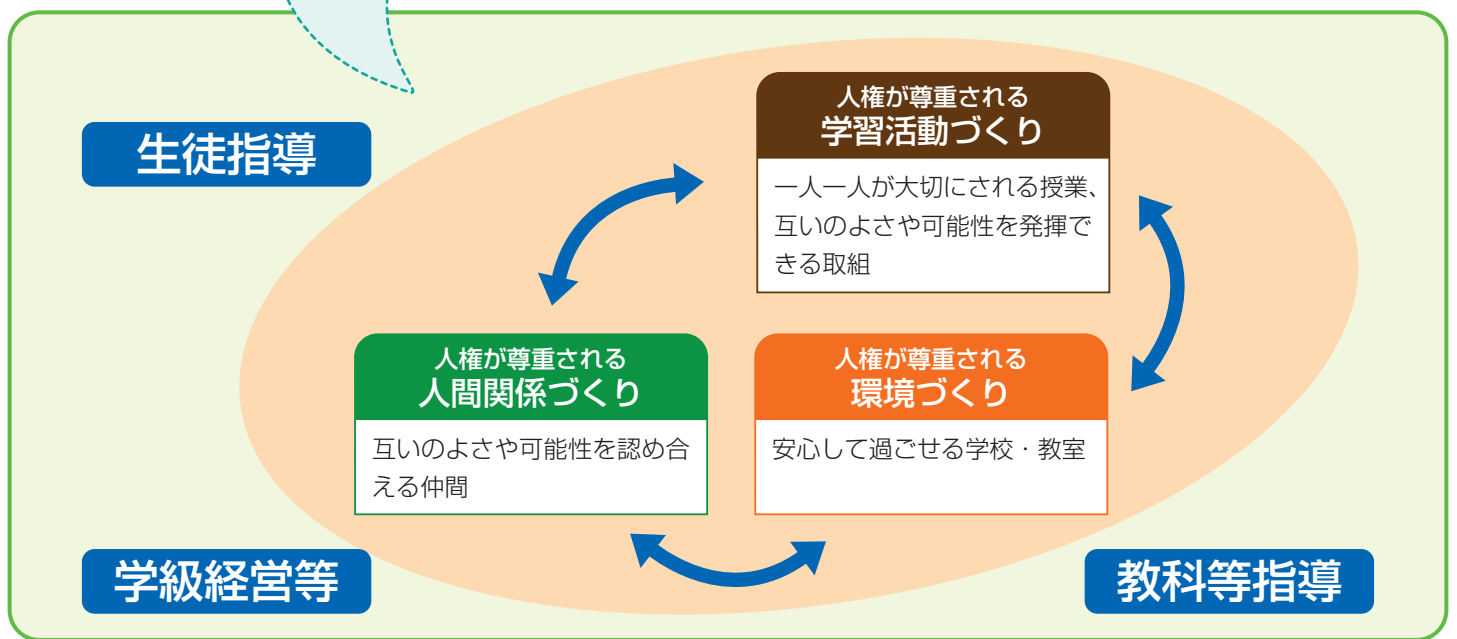 生徒指導
人権が尊重される
学習活動づくり
一人一人が大切にされる授業、
互いのよさや可能性を発揮で
きる取組
人権が尊重される
人間関係づくり
互いのよさや可能性を認め合
える仲間
人権が尊重される
環境づくり
安心して過ごせる学校・教室
学級経営等
教科等指導